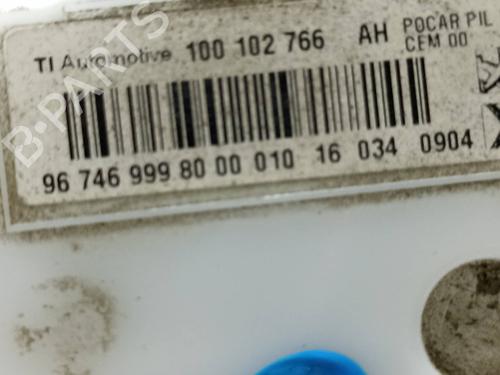 TI Automotive 100 102 766 AH POCAR PIL
CEM 00
96 746 999 80 00 010 16 034 0904
B-PARTS